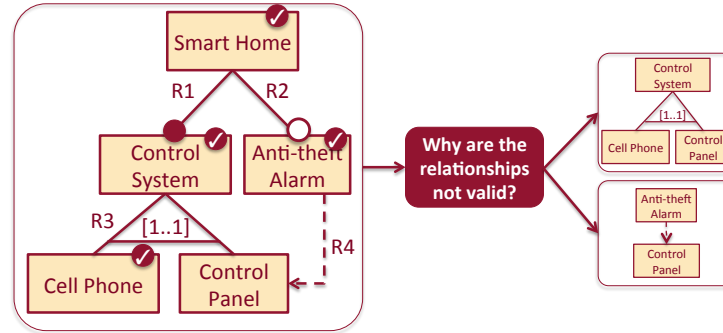 Smart Home
R1
R2
Control
System
Anti-theft
Alarm
R3
[1..1]
R4
Cell Phone
Control
Panel
Why are the
relationships
not valid?
Control
System
[1..1]
Cell Phone
Control
Panel
Anti-theft
Alarm
Control
Panel